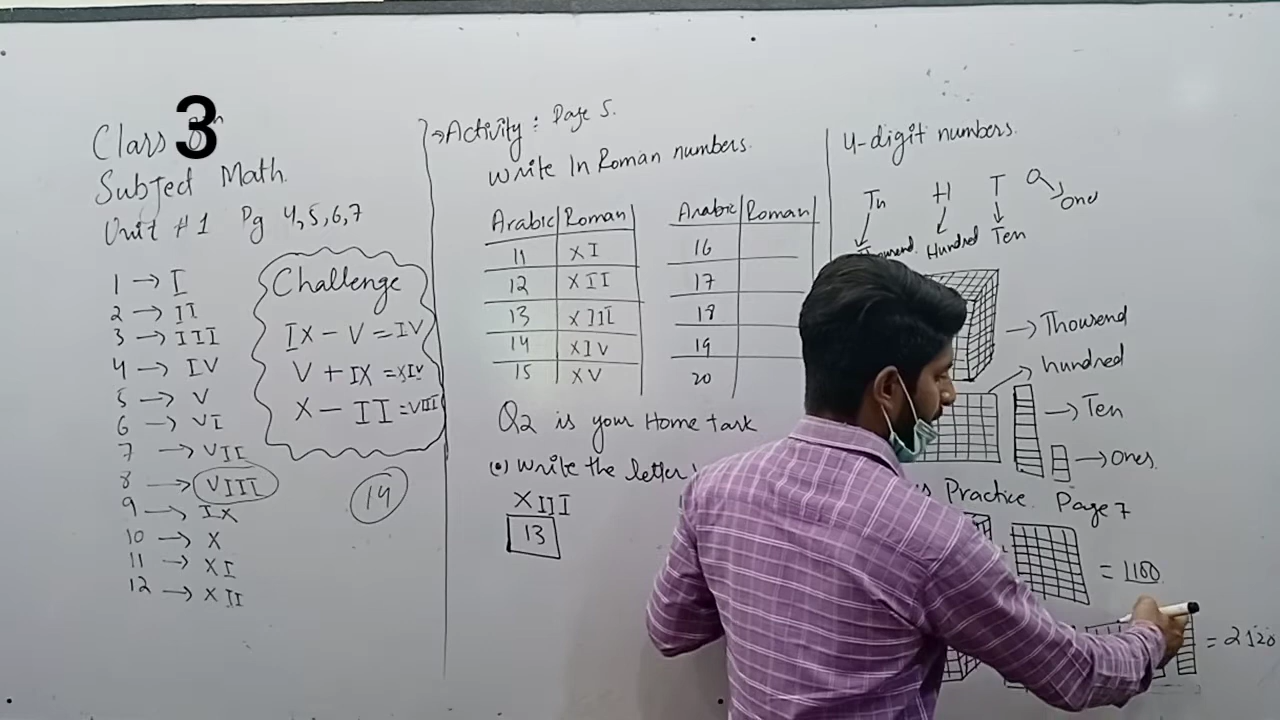 Class 3
Subject Math.
Unit #1 Pg 4,5,6,7
1 → I
2 → II
3 → III
4 → IV
5 → V
6 → VI
7 → VII
8 → VIII
9 → IX
10 → X
11 → XI
12 → XII
Challenge
IX - V = IV
V + IX = XIV
X - II = VIII
14
→ Activity : Page 5.
Write In Roman numbers.
Arabic Roman
11 XI
12 XII
13 XIII
14 XIV
15 XV
Arabic Roman
16
17
18
19
20
Q2 is your Home task
(•) Write the letter
XIII
13
4-digit numbers.
Th H T O
Hundred Ten One
→ Thousend
hundred
→ Ten
→ Ones.
Practice. Page 7
= 1100
= 2120